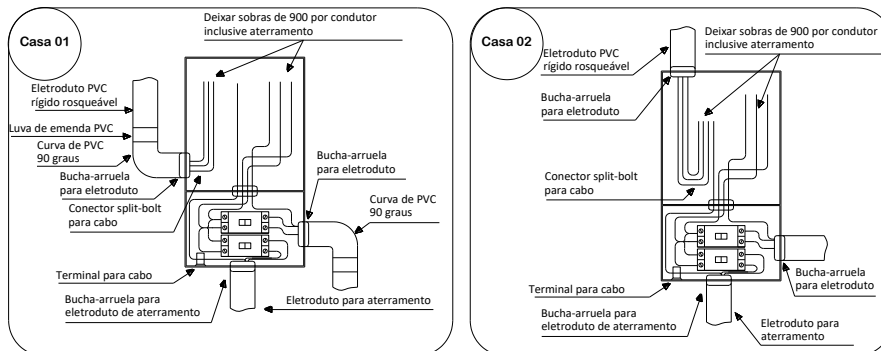 Casa 01
Deixar sobras de 900 por condutor
inclusive aterramento
Eletroduto PVC
rígido rosqueável
Luva de emenda PVC
Curva de PVC
90 graus
Bucha-arruela
para eletroduto
Conector split-bolt
para cabo
Bucha-arruela
para eletroduto
Curva de PVC
90 graus
Terminal para cabo
Bucha-arruela para
eletroduto de aterramento
Eletroduto para aterramento
Casa 02
Deixar sobras de 900 por condutor
inclusive aterramento
Eletroduto PVC
rígido rosqueável
Bucha-arruela
para eletroduto
Conector split-bolt
para cabo
Bucha-arruela
para eletroduto
Terminal para cabo
Bucha-arruela para
eletroduto de aterramento
Eletroduto para
aterramento